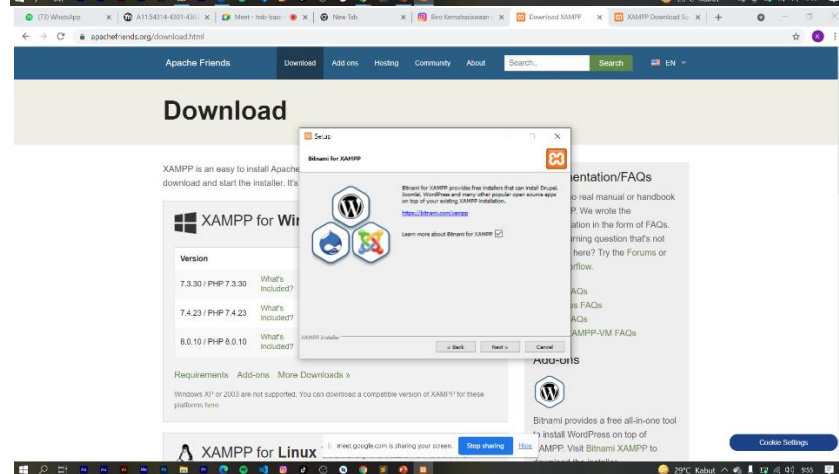 (73) WhatsApp
A11.54314-4301-430
Meet -
New Tab
Biro Kemahasiswaan
Download XAMPP
XAMPP Download Su
apachefriends.org/download.html
Apache Friends
Download
Add-ons
Hosting
Community
About
Search...
Search
EN
Download
XAMPP is an easy to install Apache
download and start the installer. It's
XAMPP for Wi
Version
7.3.30 / PHP 7.3.30
What's
Included?
7.4.23 / PHP 7.4.23
What's
Included?
8.0.10 / PHP 8.0.10
What's
Included?
Requirements Add-ons More Downloads »
Windows XP or 2003 are not supported. You can download a compatible version of XAMPP for these
platforms here.
XAMPP for Linux
Setup
Bitnami for XAMPP
Bitnami for XAMPP provides free installers that can install Drupal,
Joomla!, WordPress and many other popular open source apps
on top of your existing XAMPP installation.
https://bitnami.com/xampp
Learn more about Bitnami for XAMPP
XAMPP Installer
< Back
Next >
Cancel
entation/FAQs
o real manual or handbook
P. We wrote the
ation in the form of FAQs.
rning question that's not
here? Try the Forums or
rflow.
AQs
s FAQs
AQs
AMPP-VM FAQs
Add-ons
Bitnami provides a free all-in-one tool
to install WordPress on top of
XAMPP. Visit Bitnami XAMPP to
meet.google.com is sharing your screen.
Stop sharing
Hide
Cookie Settings
29°C Kabut
9:55